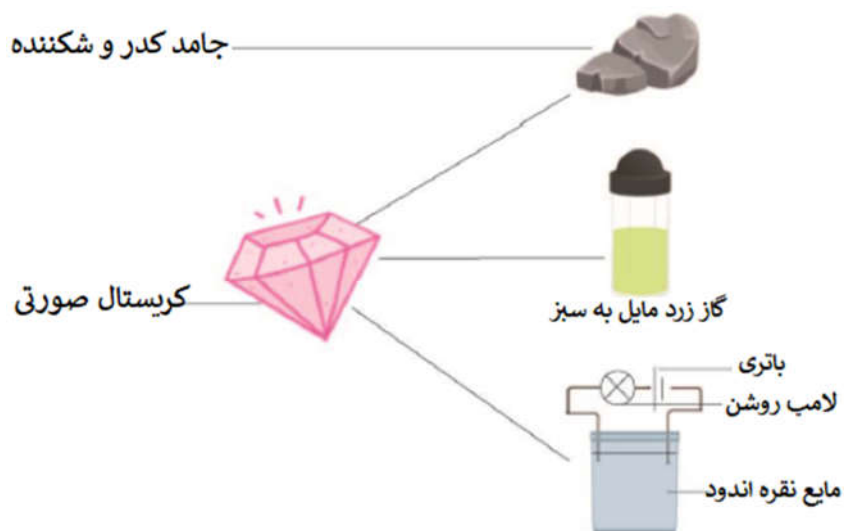 جامد کدر و شکننده
کریستال صورتی
گاز زرد مایل به سبز
باتری
لامپ روشن
مایع نقره اندود